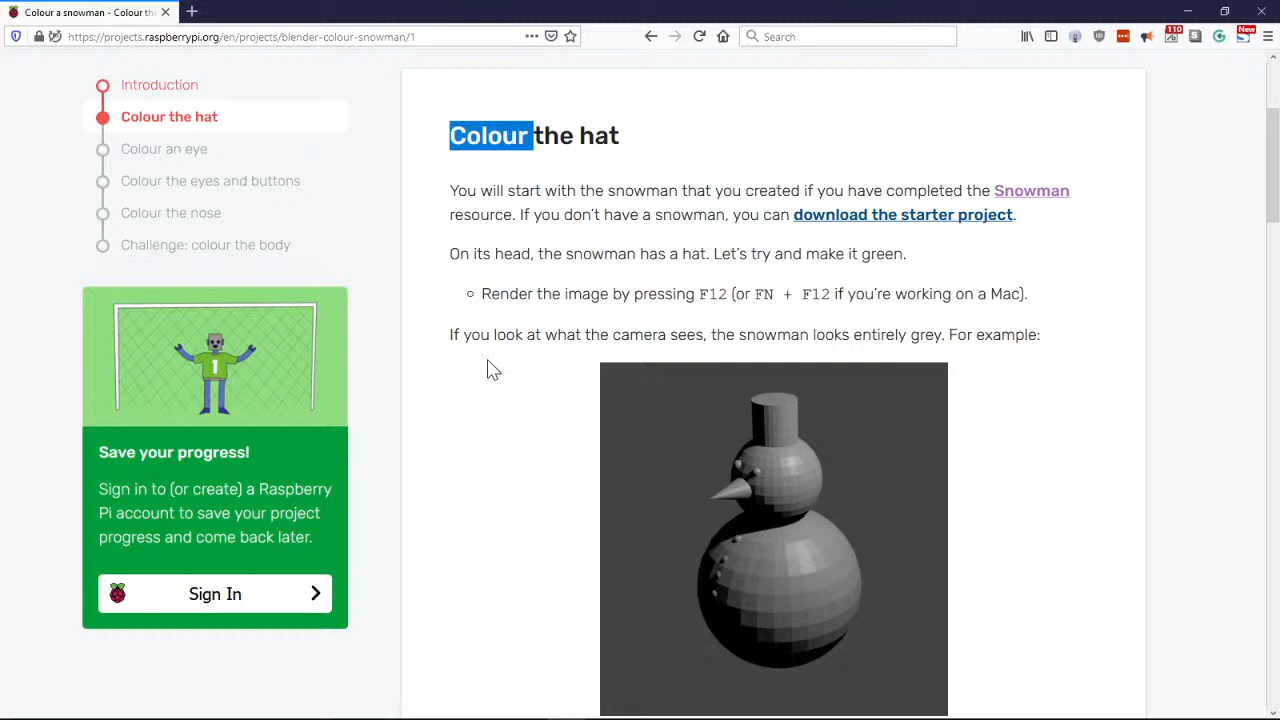 Colour a snowman - Colour the
https://projects.raspberrypi.org/en/projects/blender-colour-snowman/1
Search
110
New
Introduction
Colour the hat
Colour an eye
Colour the eyes and buttons
Colour the nose
Challenge: colour the body
1
Save your progress!
Sign in to (or create) a Raspberry
Pi account to save your project
progress and come back later.
Sign In
Colour the hat
You will start with the snowman that you created if you have completed the Snowman
resource. If you don't have a snowman, you can download the starter project.
On its head, the snowman has a hat. Let's try and make it green.
Render the image by pressing F12 (or FN + F12 if you're working on a Mac).
If you look at what the camera sees, the snowman looks entirely grey. For example: